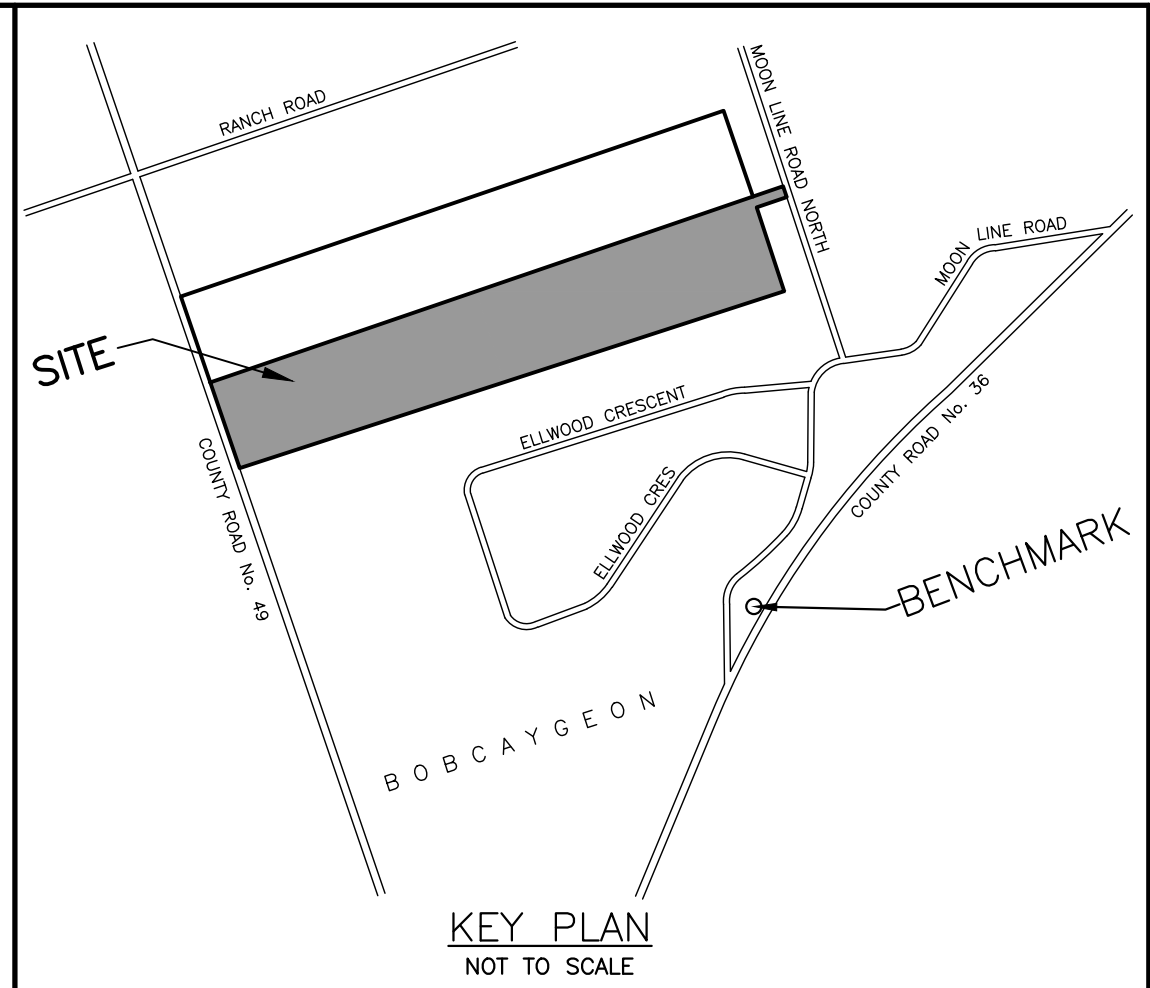 RANCH ROAD
MOON LINE ROAD NORTH
MOON LINE ROAD
SITE
ELLWOOD CRESCENT
COUNTY ROAD No. 36
COUNTY ROAD No. 49
ELLWOOD CRES
BENCHMARK
BOBCAYGEON
KEY PLAN
NOT TO SCALE